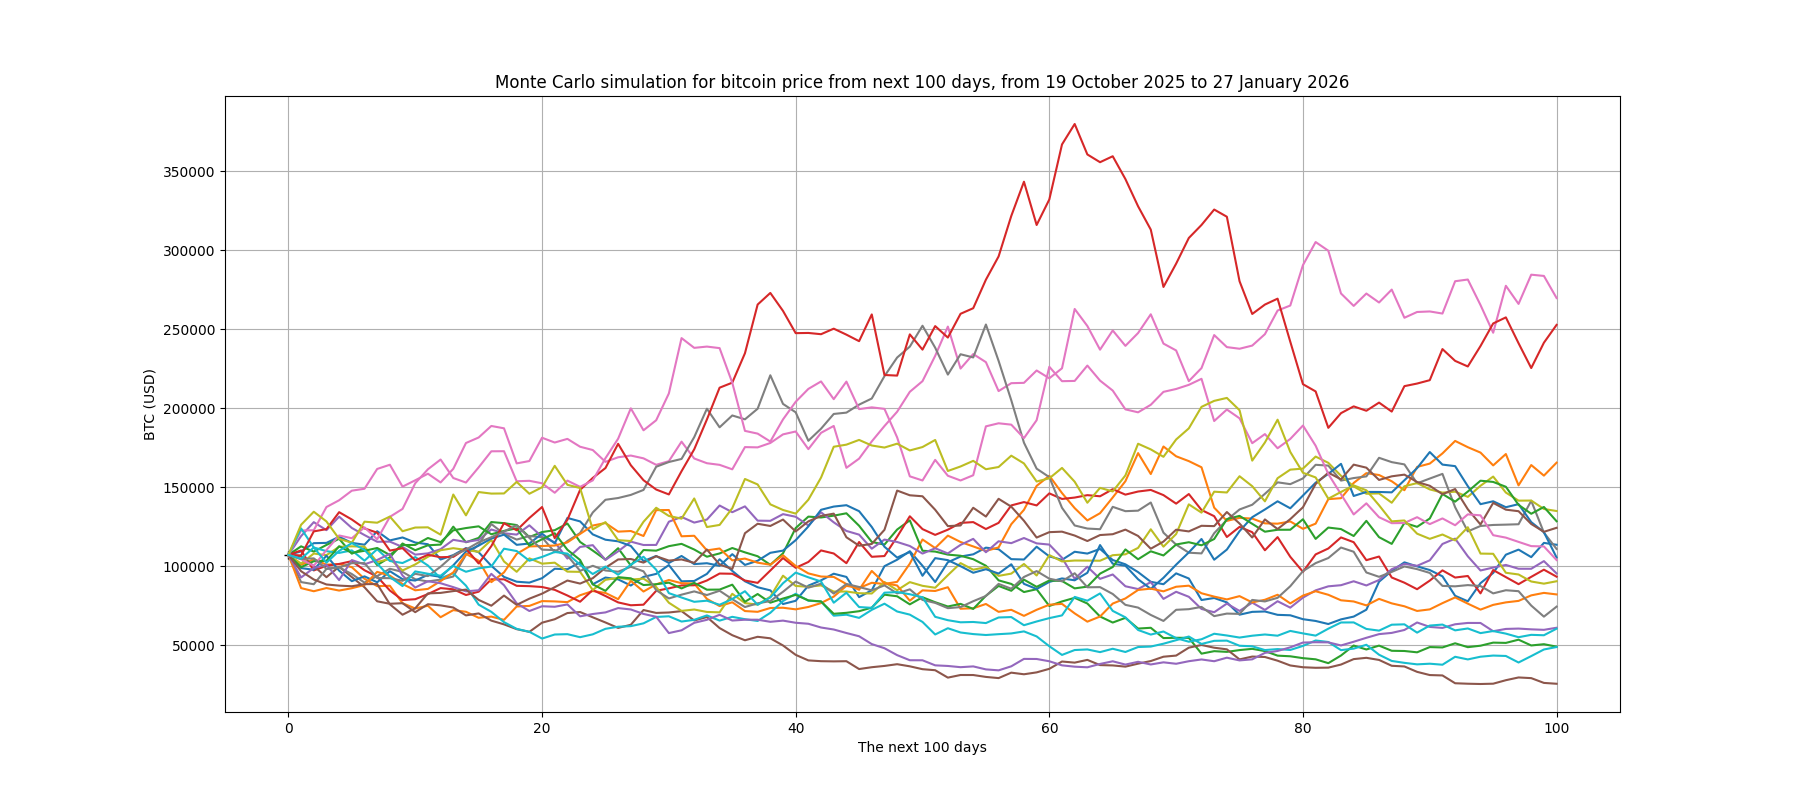 Monte Carlo simulation for bitcoin price from next 100 days, from 19 October 2025 to 27 January 2026
350000
300000
250000
200000
150000
100000
50000
BTC (USD)
0 20 40 60 80 100
The next 100 days